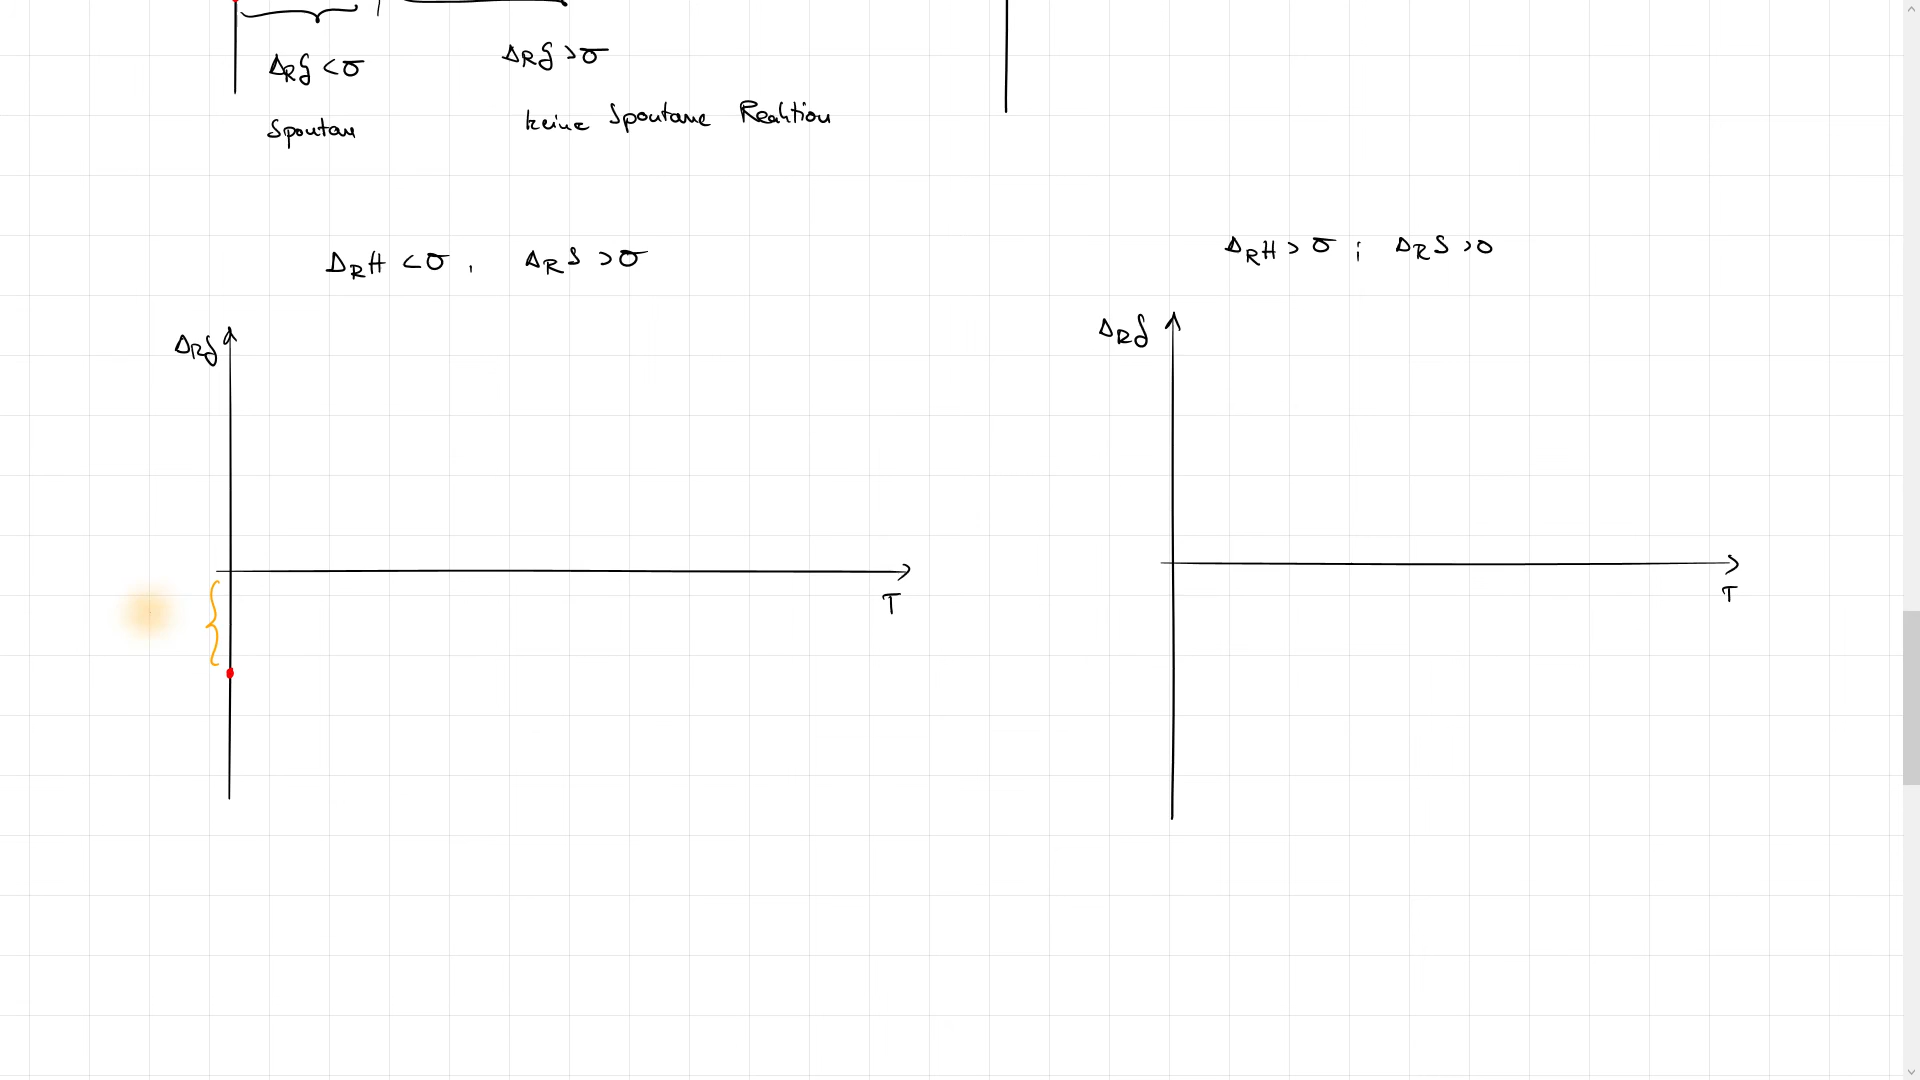 ΔRG < 0
ΔRG > 0
Spontan
keine Spontane Reaktion
ΔRH < 0 , ΔRS > 0
ΔRH > 0 ; ΔRS > 0
ΔRG
ΔRG
T
T